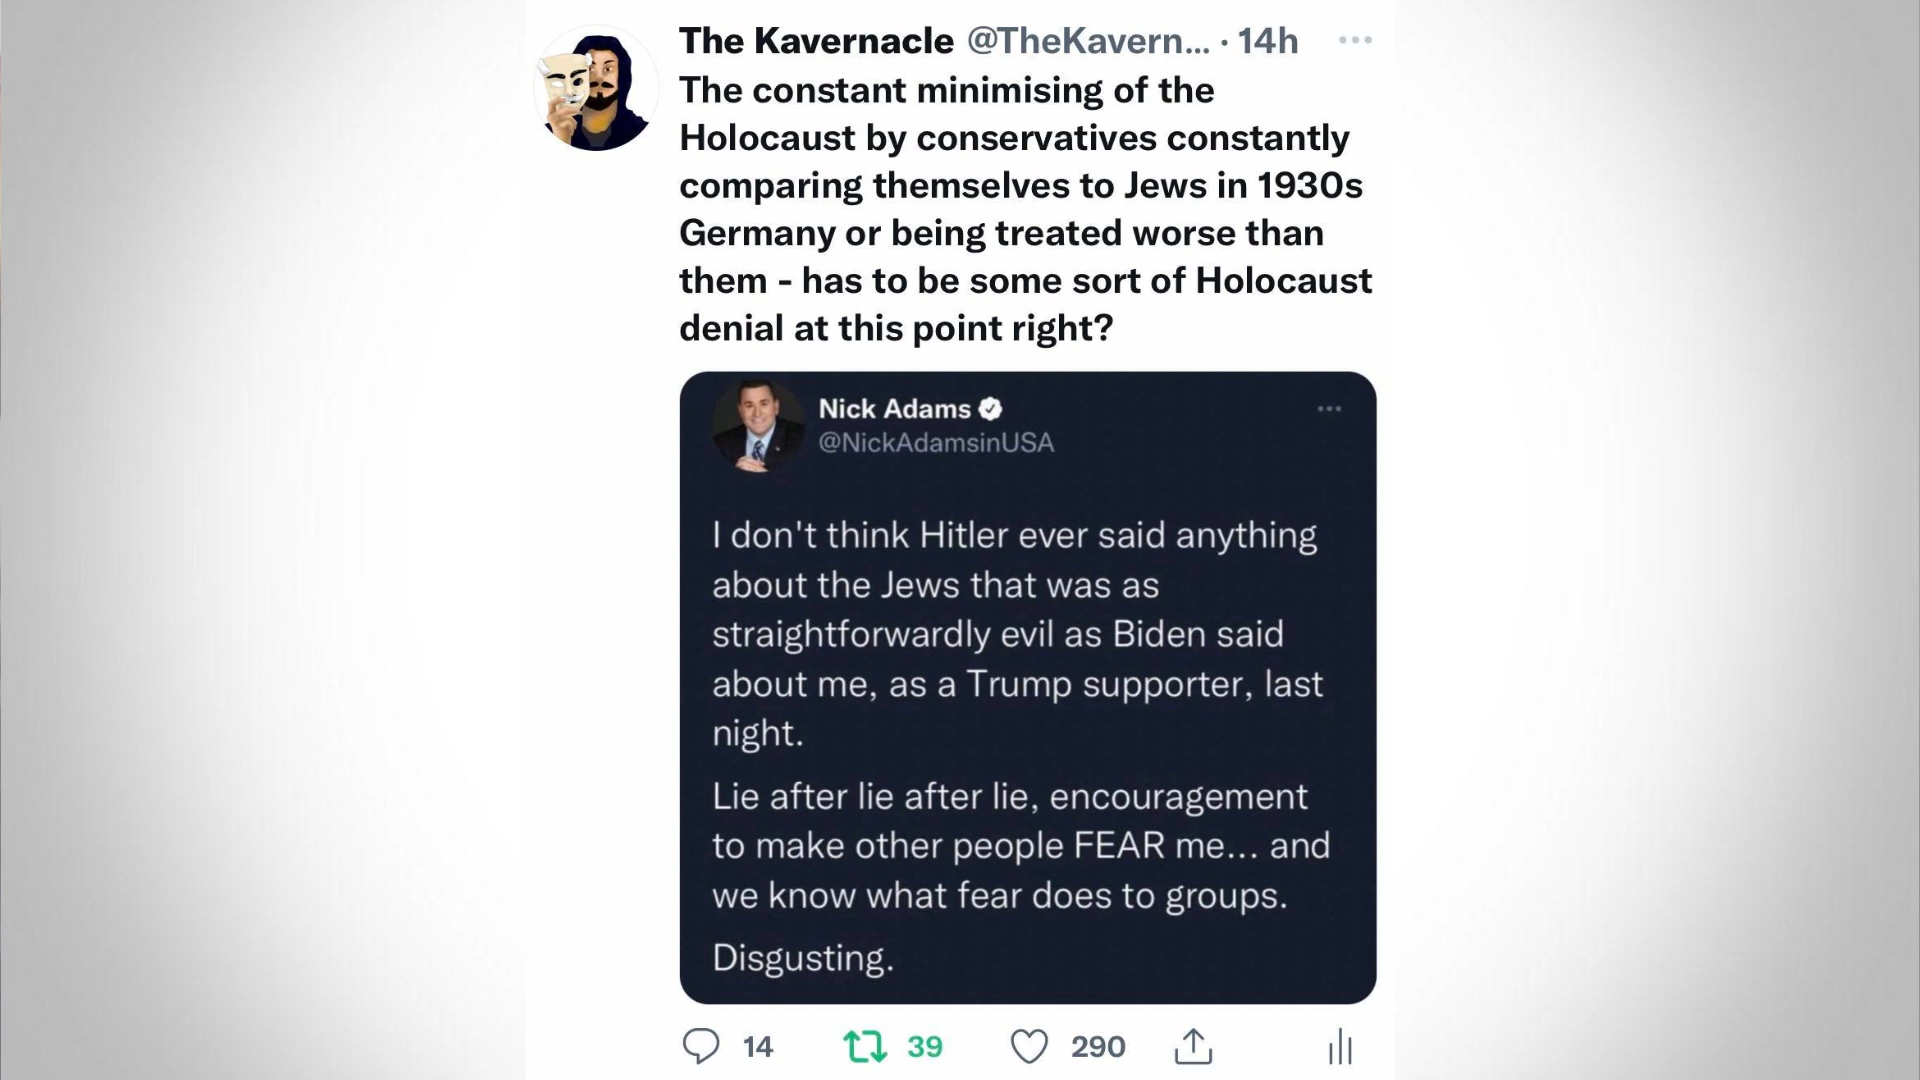 The Kavernacle @TheKavern... · 14h
The constant minimising of the
Holocaust by conservatives constantly
comparing themselves to Jews in 1930s
Germany or being treated worse than
them - has to be some sort of Holocaust
denial at this point right?
Nick Adams
@NickAdamsinUSA
I don't think Hitler ever said anything
about the Jews that was as
straightforwardly evil as Biden said
about me, as a Trump supporter, last
night.
Lie after lie after lie, encouragement
to make other people FEAR me... and
we know what fear does to groups.
Disgusting.
14 39 290